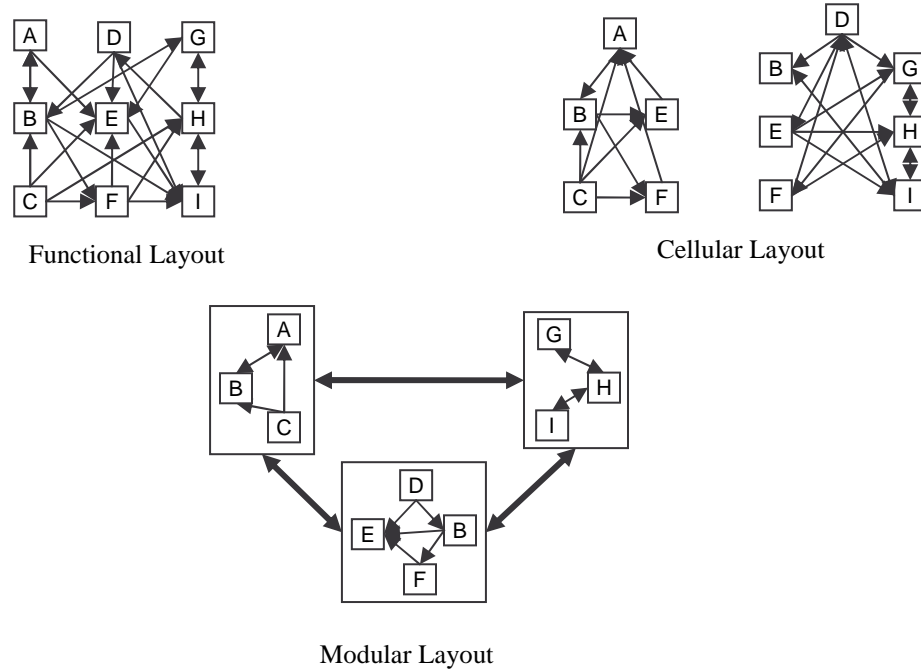 A D G
B E H
C F I
Functional Layout
A
B E
C F
D
B G
E H
F I
Cellular Layout
A
B
C
G
H
I
D
E B
F
Modular Layout